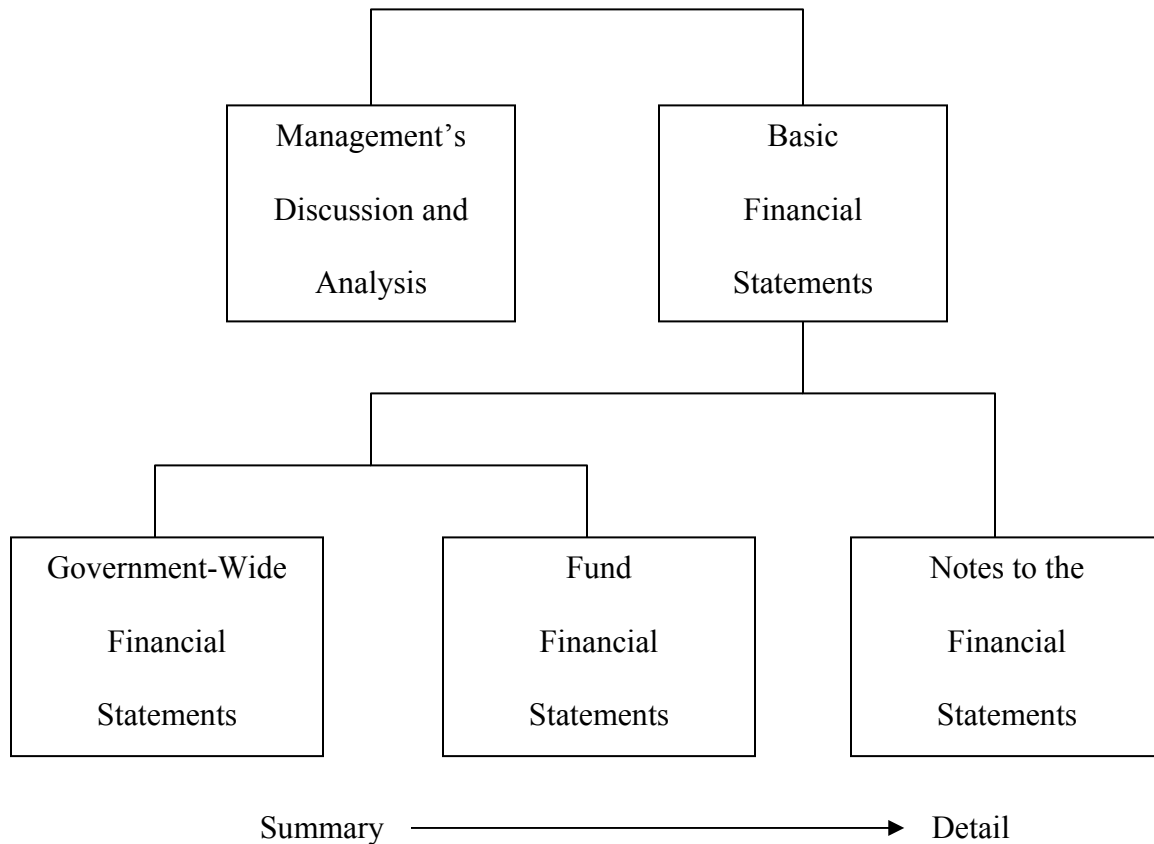 Management’s
Discussion and
Analysis
Basic
Financial
Statements
Government-Wide
Financial
Statements
Fund
Financial
Statements
Notes to the
Financial
Statements
Summary
Detail